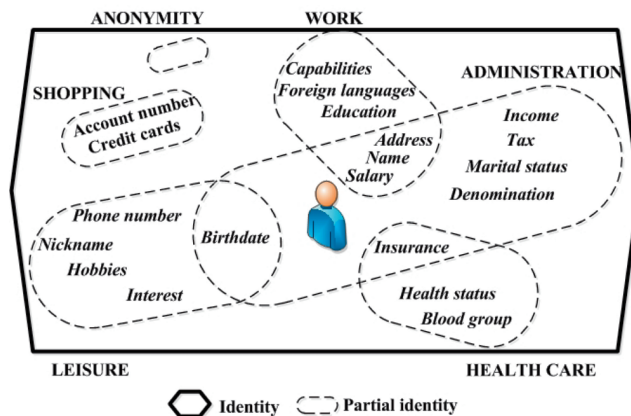 ANONYMITY
WORK
Capabilities
Foreign languages
Education
ADMINISTRATION
SHOPPING
Account number
Credit cards
Income
Tax
Marital status
Denomination
Address
Name
Salary
Phone number
Nickname
Hobbies
Interest
Birthdate
Insurance
Health status
Blood group
LEISURE
HEALTH CARE
Identity
Partial identity